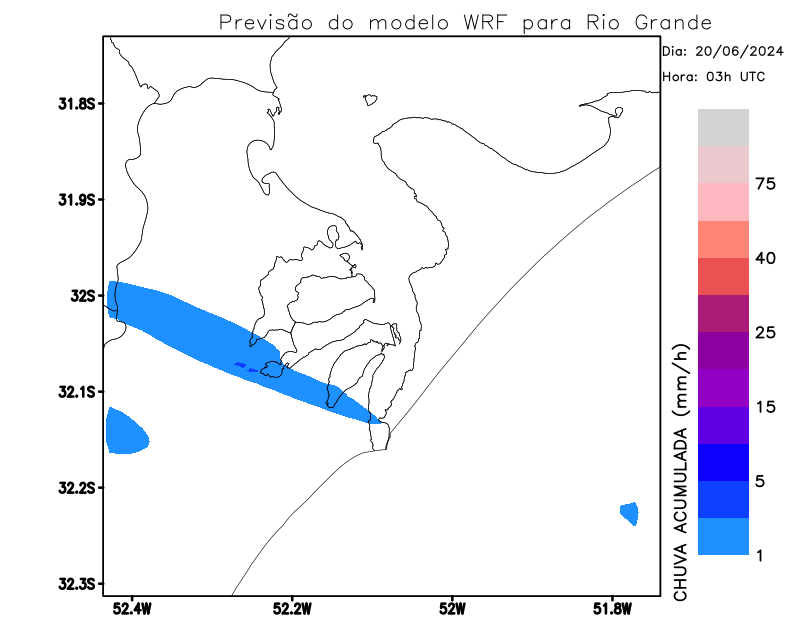 Previsão do modelo WRF para Rio Grande
Dia: 20/06/2024
Hora: 03h UTC
31.8S
31.9S
32S
32.1S
32.2S
32.3S
52.4W
52.2W
52W
51.8W
75
40
25
15
5
1
CHUVA ACUMULADA (mm/h)